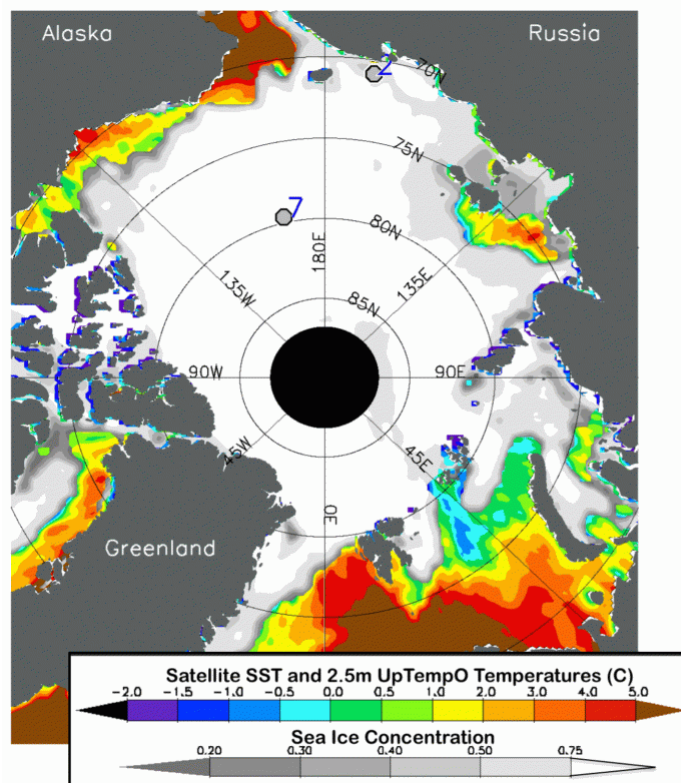 Alaska
Russia
2
70N
75N
7
80N
180E
135W
135E
85N
90W
90E
45W
45E
Greenland
Satellite SST and 2.5m UpTempO Temperatures (C)
−2.0 −1.5 −1.0 −0.5 0.0 0.5 1.0 2.0 3.0 4.0 5.0
Sea Ice Concentration
0.20 0.30 0.40 0.50 0.75